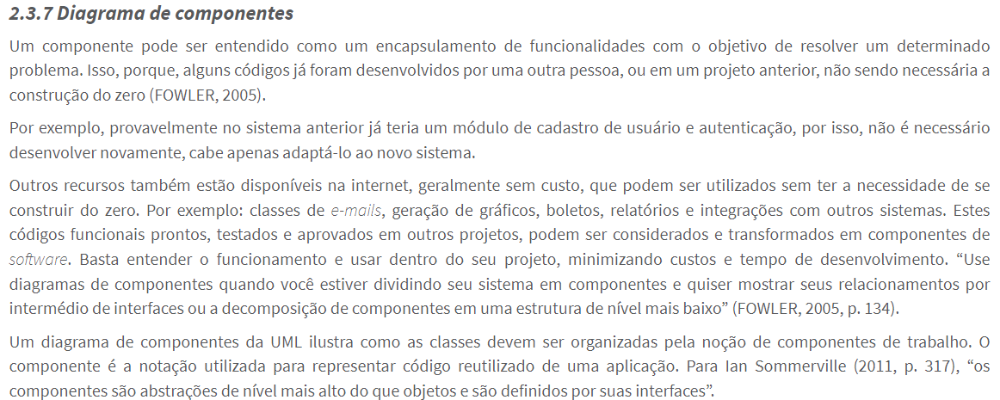 2.3.7 Diagrama de componentes
Um componente pode ser entendido como um encapsulamento de funcionalidades com o objetivo de resolver um determinado
problema. Isso, porque, alguns códigos já foram desenvolvidos por uma outra pessoa, ou em um projeto anterior, não sendo necessária a
construção do zero (FOWLER, 2005).
Por exemplo, provavelmente no sistema anterior já teria um módulo de cadastro de usuário e autenticação, por isso, não é necessário
desenvolver novamente, cabe apenas adaptá-lo ao novo sistema.
Outros recursos também estão disponíveis na internet, geralmente sem custo, que podem ser utilizados sem ter a necessidade de se
construir do zero. Por exemplo: classes de e-mails, geração de gráficos, boletos, relatórios e integrações com outros sistemas. Estes
códigos funcionais prontos, testados e aprovados em outros projetos, podem ser considerados e transformados em componentes de
software. Basta entender o funcionamento e usar dentro do seu projeto, minimizando custos e tempo de desenvolvimento. “Use
diagramas de componentes quando você estiver dividindo seu sistema em componentes e quiser mostrar seus relacionamentos por
intermédio de interfaces ou a decomposição de componentes em uma estrutura de nível mais baixo” (FOWLER, 2005, p. 134).
Um diagrama de componentes da UML ilustra como as classes devem ser organizadas pela noção de componentes de trabalho. O
componente é a notação utilizada para representar código reutilizado de uma aplicação. Para Ian Sommerville (2011, p. 317), “os
componentes são abstrações de nível mais alto do que objetos e são definidos por suas interfaces”.